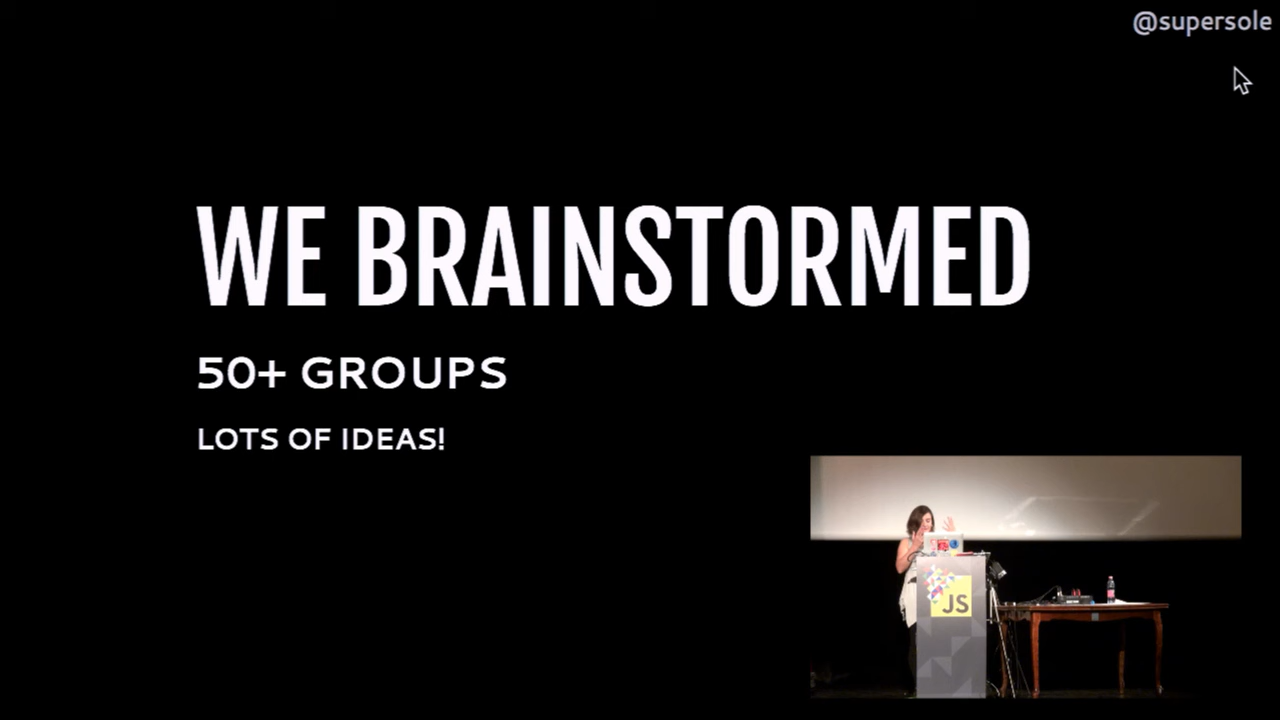 @supersole
WE BRAINSTORMED
50+ GROUPS
LOTS OF IDEAS!
JS